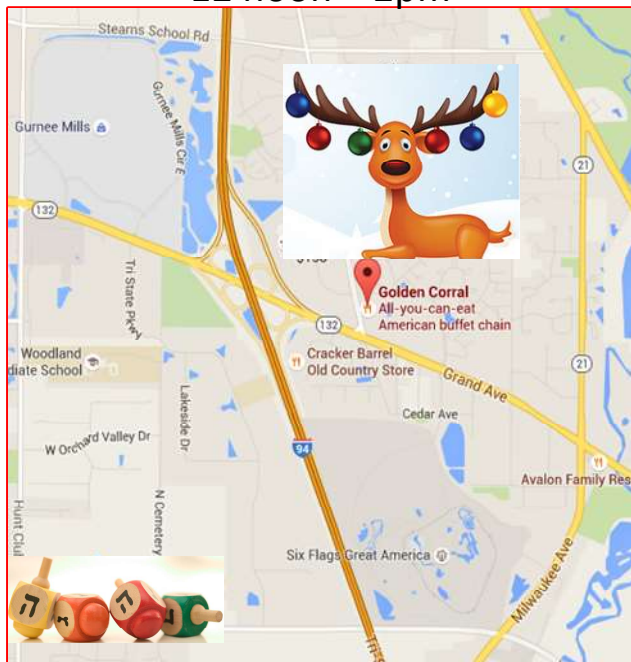 Stearns School Rd
Gurnee Mills
Gurnee Mills Cir E
21
132
Tri State Pkwy
Golden Corral
All-you-can-eat
American buffet chain
132
Woodland
diate School
Cracker Barrel
Old Country Store
Grand Ave
21
Lakeside Dr
Cedar Ave
W Orchard Valley Dr
94
Avalon Family Res
Hunt Clu
N Cemetery
Six Flags Great America
Milwaukee Ave
ה
נ
ה